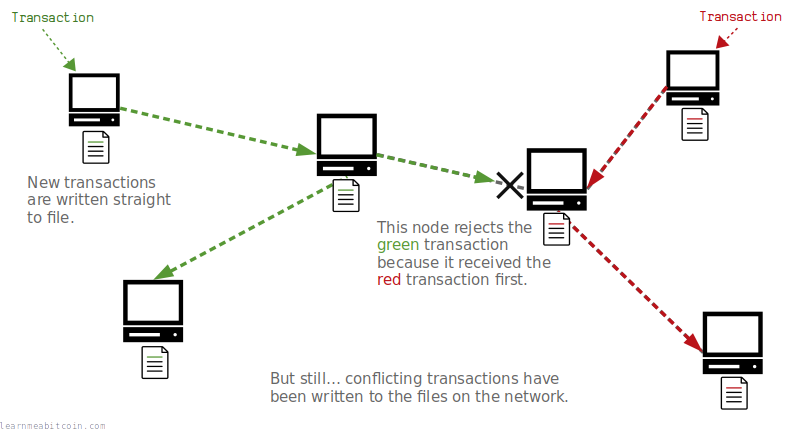 Transaction
Transaction
New transactions
are written straight
to file.
This node rejects the
green transaction
because it received the
red transaction first.
But still... conflicting transactions have
been written to the files on the network.
learnmeabitcoin.com